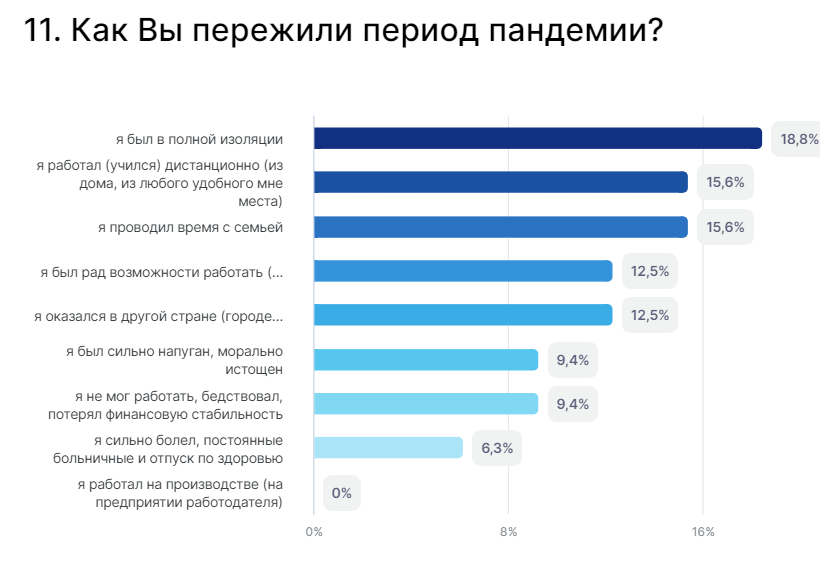 11. Как Вы пережили период пандемии?
я был в полной изоляции
18,8%
я работал (учился) дистанционно (из
дома, из любого удобного мне
места)
15,6%
я проводил время с семьей
15,6%
я был рад возможности работать (...
12,5%
я оказался в другой стране (городе...
12,5%
я был сильно напуган, морально
истощен
9,4%
я не мог работать, бедствовал,
потерял финансовую стабильность
9,4%
я сильно болел, постоянные
больничные и отпуск по здоровью
6,3%
я работал на производстве (на
предприятии работодателя)
0%
0%
8%
16%